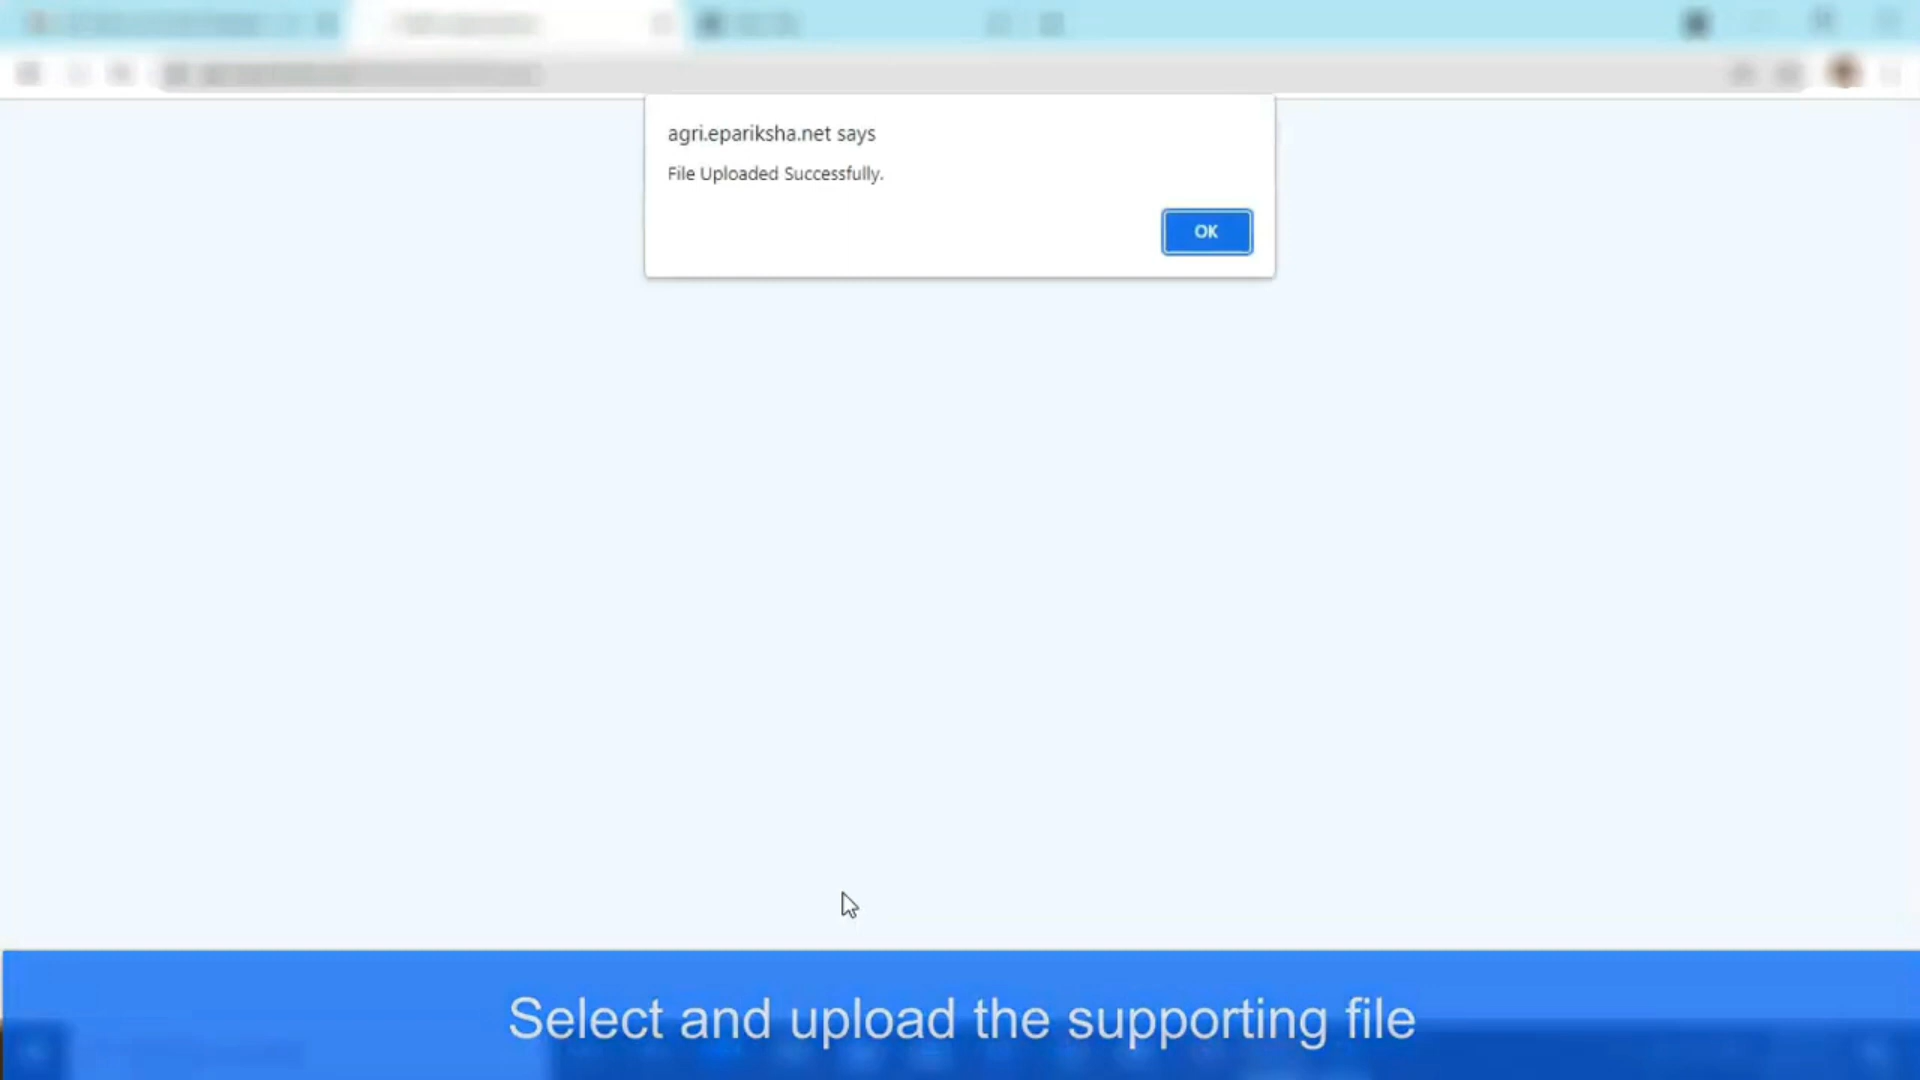 agri.epariksha.net says
File Uploaded Successfully.
OK
Select and upload the supporting file